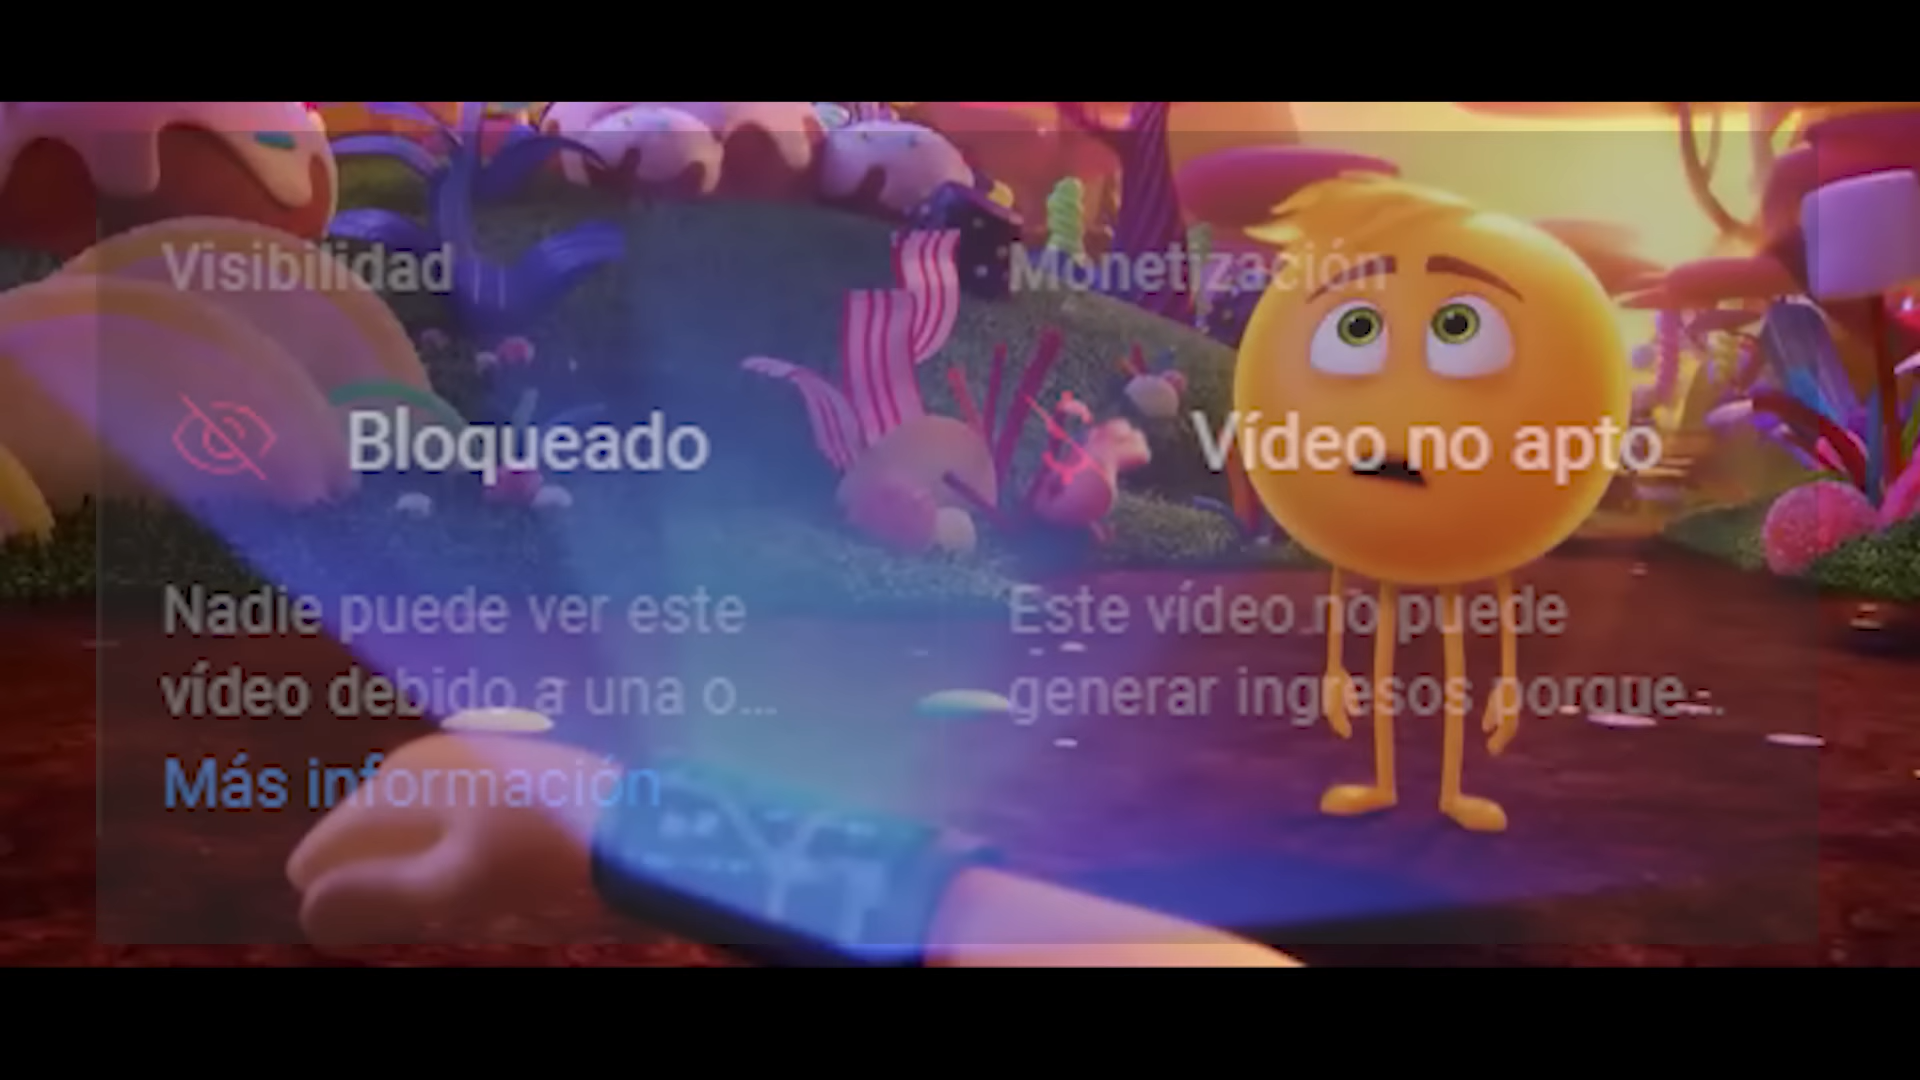 Visibilidad
Monetización
Bloqueado
Vídeo no apto
Nadie puede ver este
vídeo debido a una o...
Más información
Este vídeo no puede
generar ingresos porque...